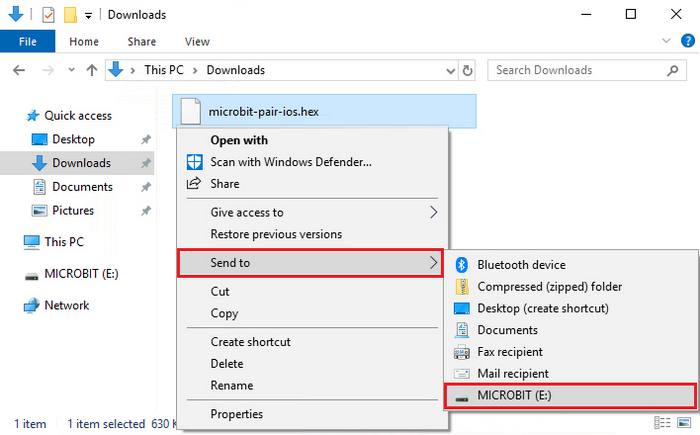 Downloads
File
Home
Share
View
This PC
Downloads
Search Downloads
Quick access
Desktop
Downloads
Documents
Pictures
This PC
MICROBIT (E:)
Network
microbit-pair-ios.hex
Open with
Scan with Windows Defender...
Share
Give access to
Restore previous versions
Send to
Cut
Copy
Create shortcut
Delete
Rename
Properties
Bluetooth device
Compressed (zipped) folder
Desktop (create shortcut)
Documents
Fax recipient
Mail recipient
MICROBIT (E:)
1 item
1 item selected
630